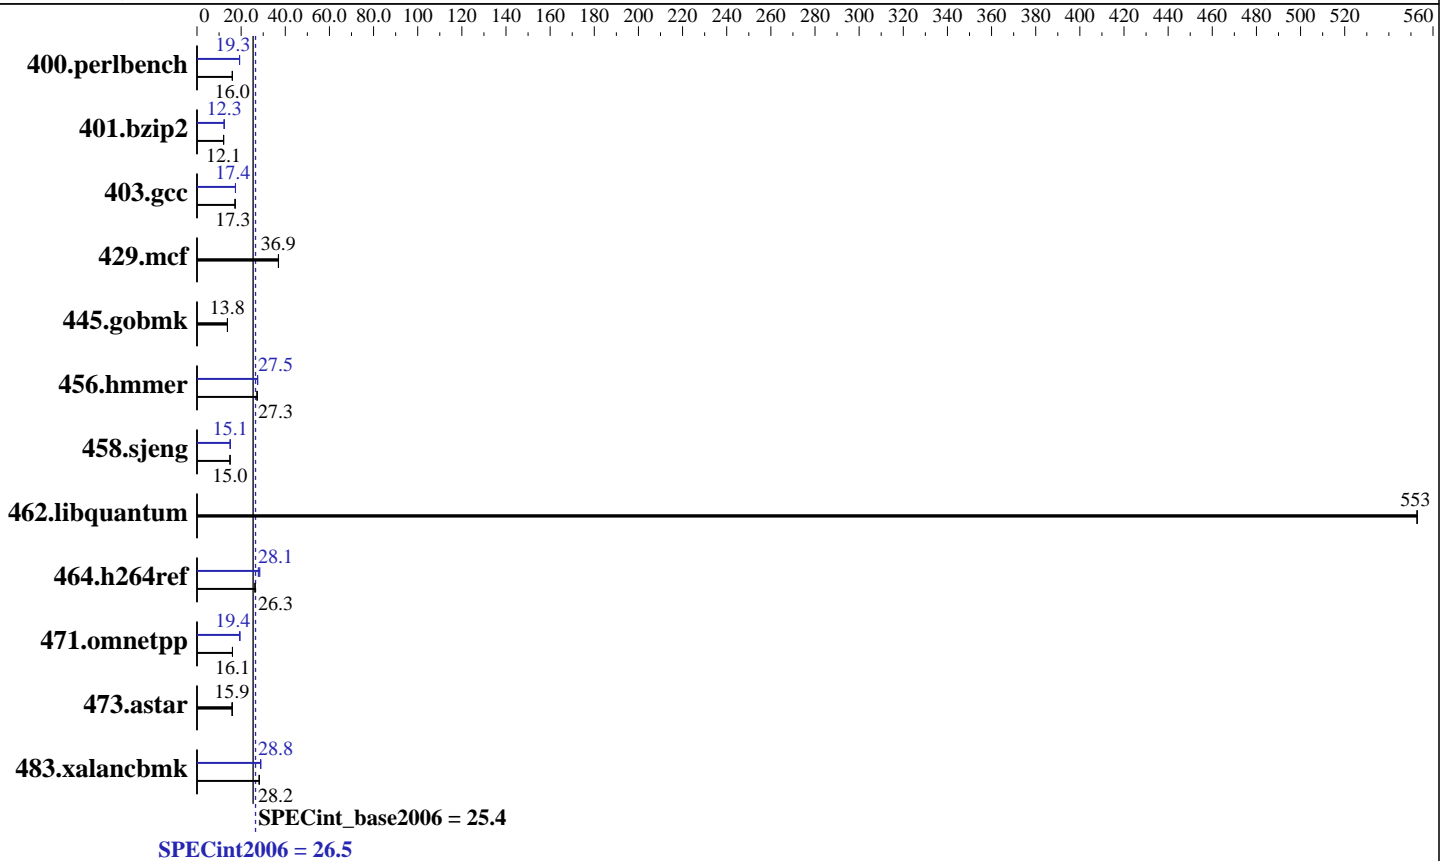 0 20.0 40.0 60.0 80.0 100 120 140 160 180 200 220 240 260 280 300 320 340 360 380 400 420 440 460 480 500 520 560
19.3
400.perlbench
16.0
12.3
401.bzip2
12.1
17.4
403.gcc
17.3
36.9
429.mcf
13.8
445.gobmk
27.5
456.hmmer
27.3
15.1
458.sjeng
15.0
553
462.libquantum
28.1
464.h264ref
26.3
19.4
471.omnetpp
16.1
15.9
473.astar
28.8
483.xalancbmk
28.2
SPECint_base2006 = 25.4
SPECint2006 = 26.5